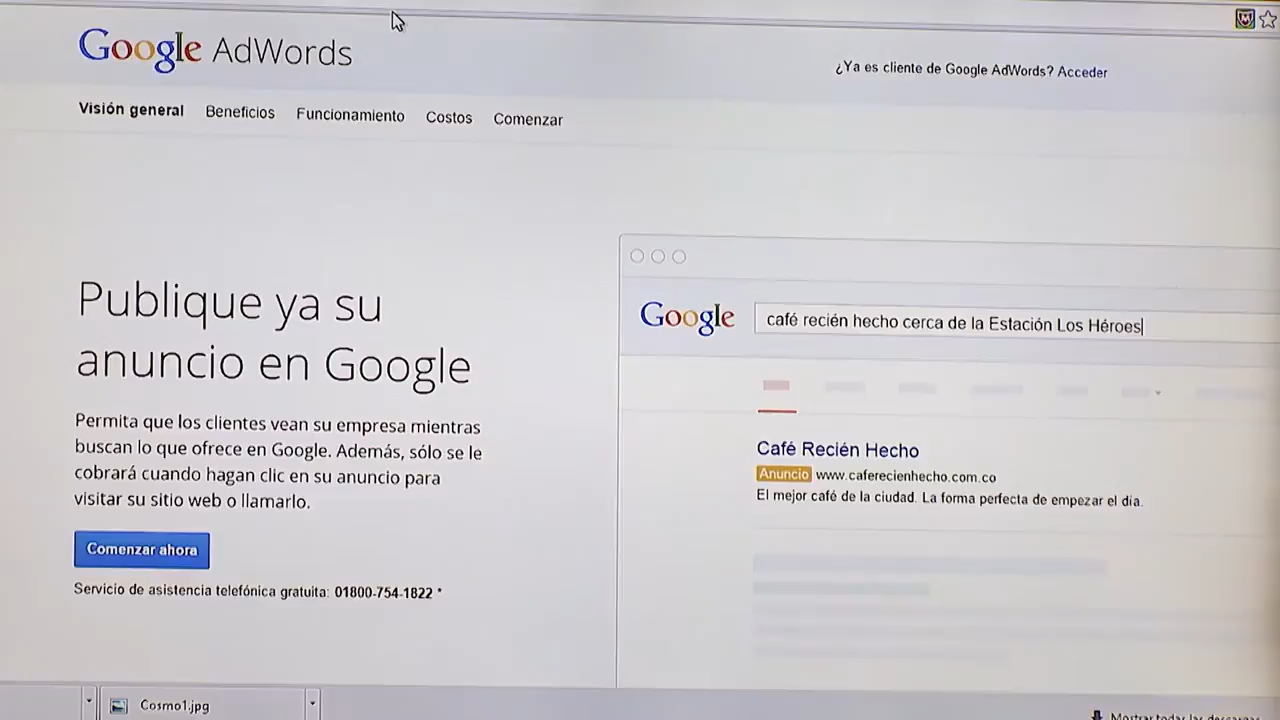 Google AdWords
¿Ya es cliente de Google AdWords? Acceder
Visión general Beneficios Funcionamiento Costos Comenzar
Publique ya su
anuncio en Google
Permita que los clientes vean su empresa mientras
buscan lo que ofrece en Google. Además, sólo se le
cobrará cuando hagan clic en su anuncio para
visitar su sitio web o llamarlo.
Comenzar ahora
Servicio de asistencia telefónica gratuita: 01800-754-1822 *
Google
café recién hecho cerca de la Estación Los Héroes
Café Recién Hecho
Anuncio www.caferecienhecho.com.co
El mejor café de la ciudad. La forma perfecta de empezar el día.
Cosmo1.jpg
Mostrar todas las descargas